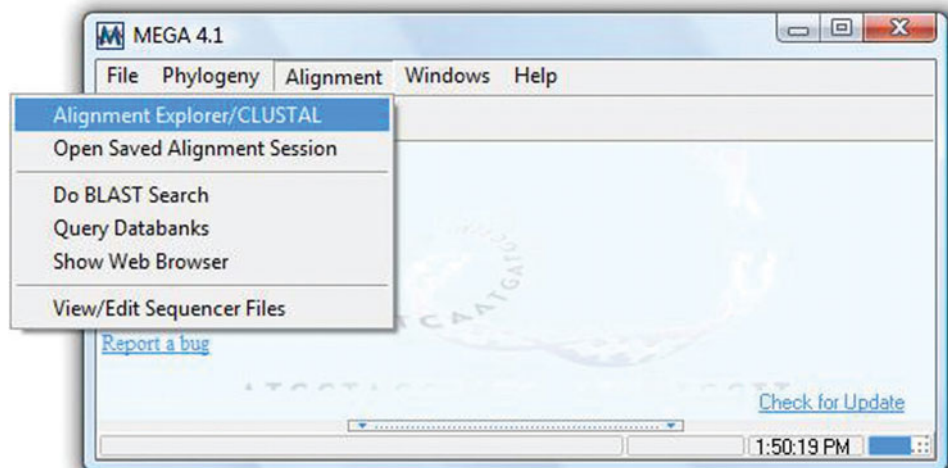 MEGA 4.1
File Phylogeny Alignment Windows Help
Alignment Explorer/CLUSTAL
Open Saved Alignment Session
Do BLAST Search
Query Databanks
Show Web Browser
View/Edit Sequencer Files
Report a bug
Check for Update
1:50:19 PM